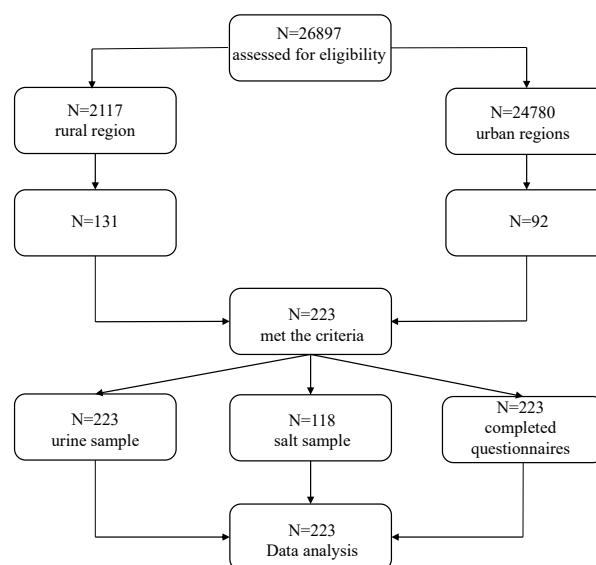 N=26897
assessed for eligibility
N=2117
rural region
N=24780
urban regions
N=131
N=92
N=223
met the criteria
N=223
urine sample
N=118
salt sample
N=223
completed
questionnaires
N=223
Data analysis